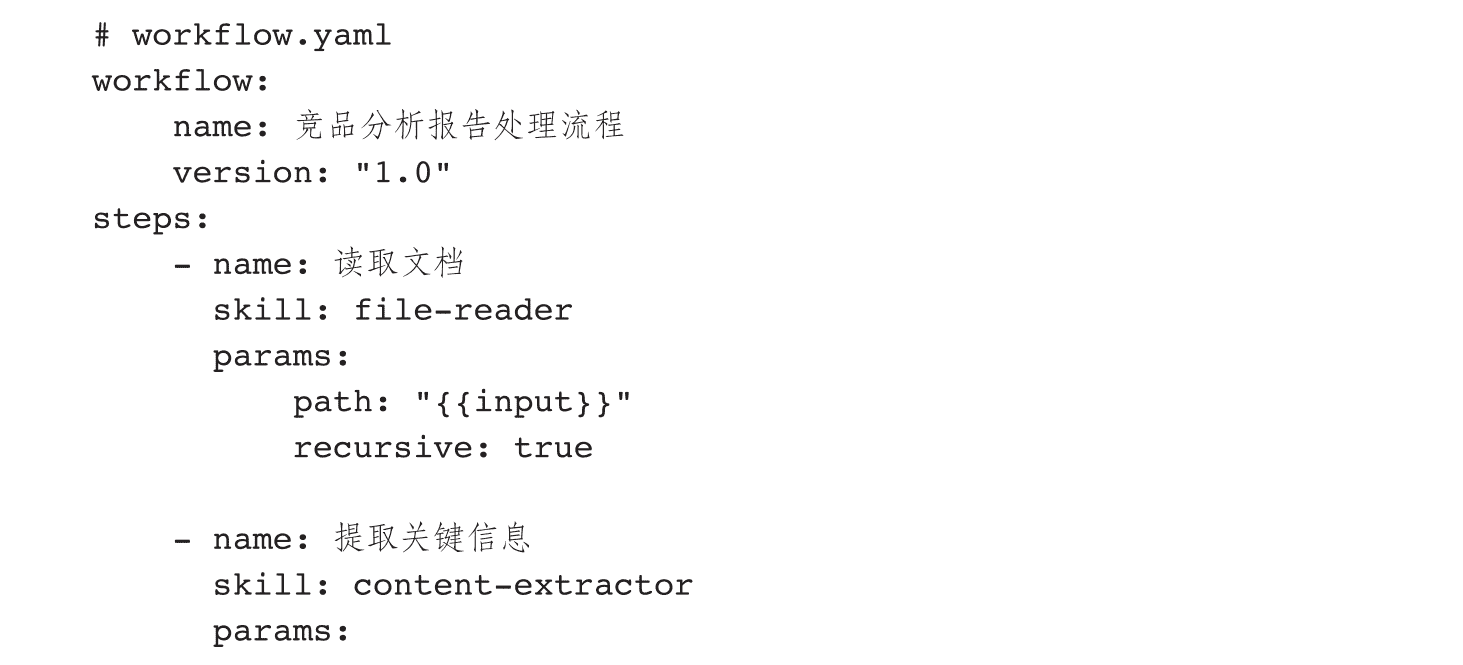 # workflow.yaml
workflow:
    name: 竞品分析报告处理流程
    version: "1.0"
steps:
    - name: 读取文档
      skill: file-reader
      params:
          path: "{{input}}"
          recursive: true

    - name: 提取关键信息
      skill: content-extractor
      params: